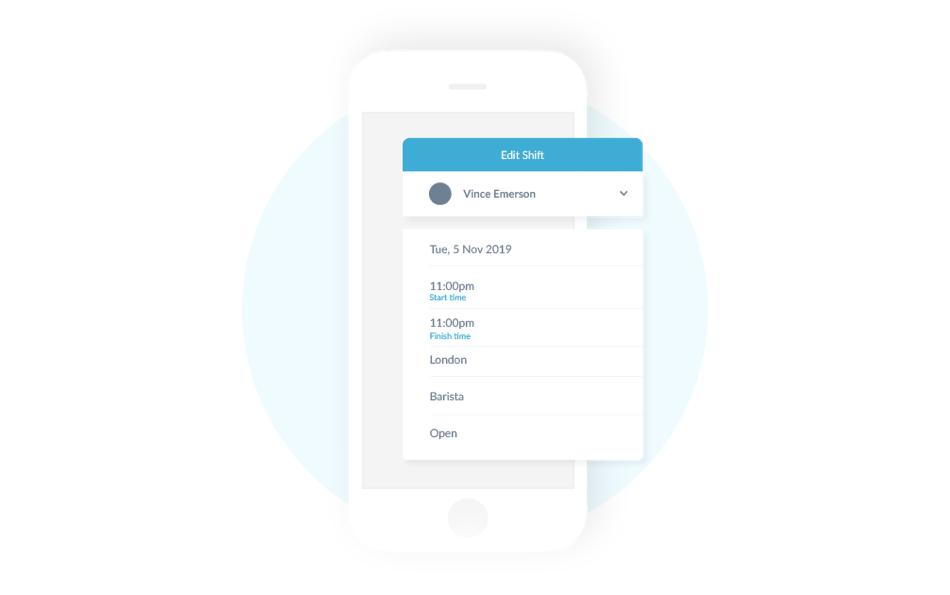 Edit Shift
Vince Emerson
Tue, 5 Nov 2019
11:00pm
Start time
11:00pm
Finish time
London
Barista
Open